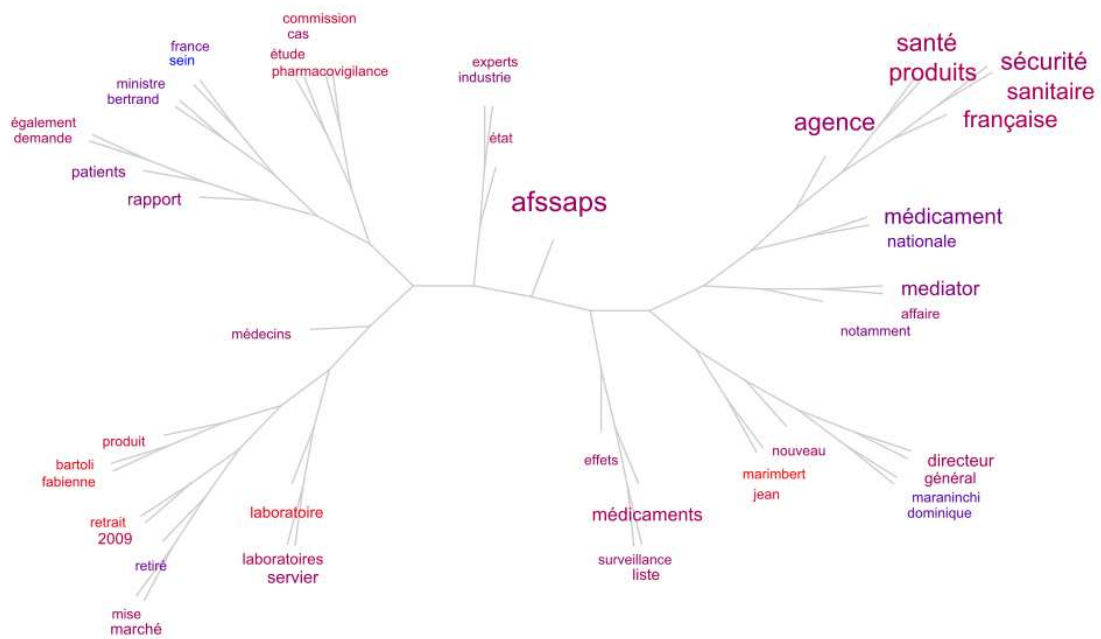 commission
cas
étude
pharmacovigilance
france
sein
ministre
bertrand
également
demande
patients
rapport
experts
industrie
état
afssaps
santé
produits
sécurité
sanitaire
française
agence
médicament
nationale
mediator
affaire
notamment
médecins
produit
bartoli
fabienne
retrait
2009
retiré
mise
marché
laboratoire
laboratoires
servier
effets
médicaments
surveillance
liste
nouveau
marimbert
jean
directeur
général
maraninchi
dominique